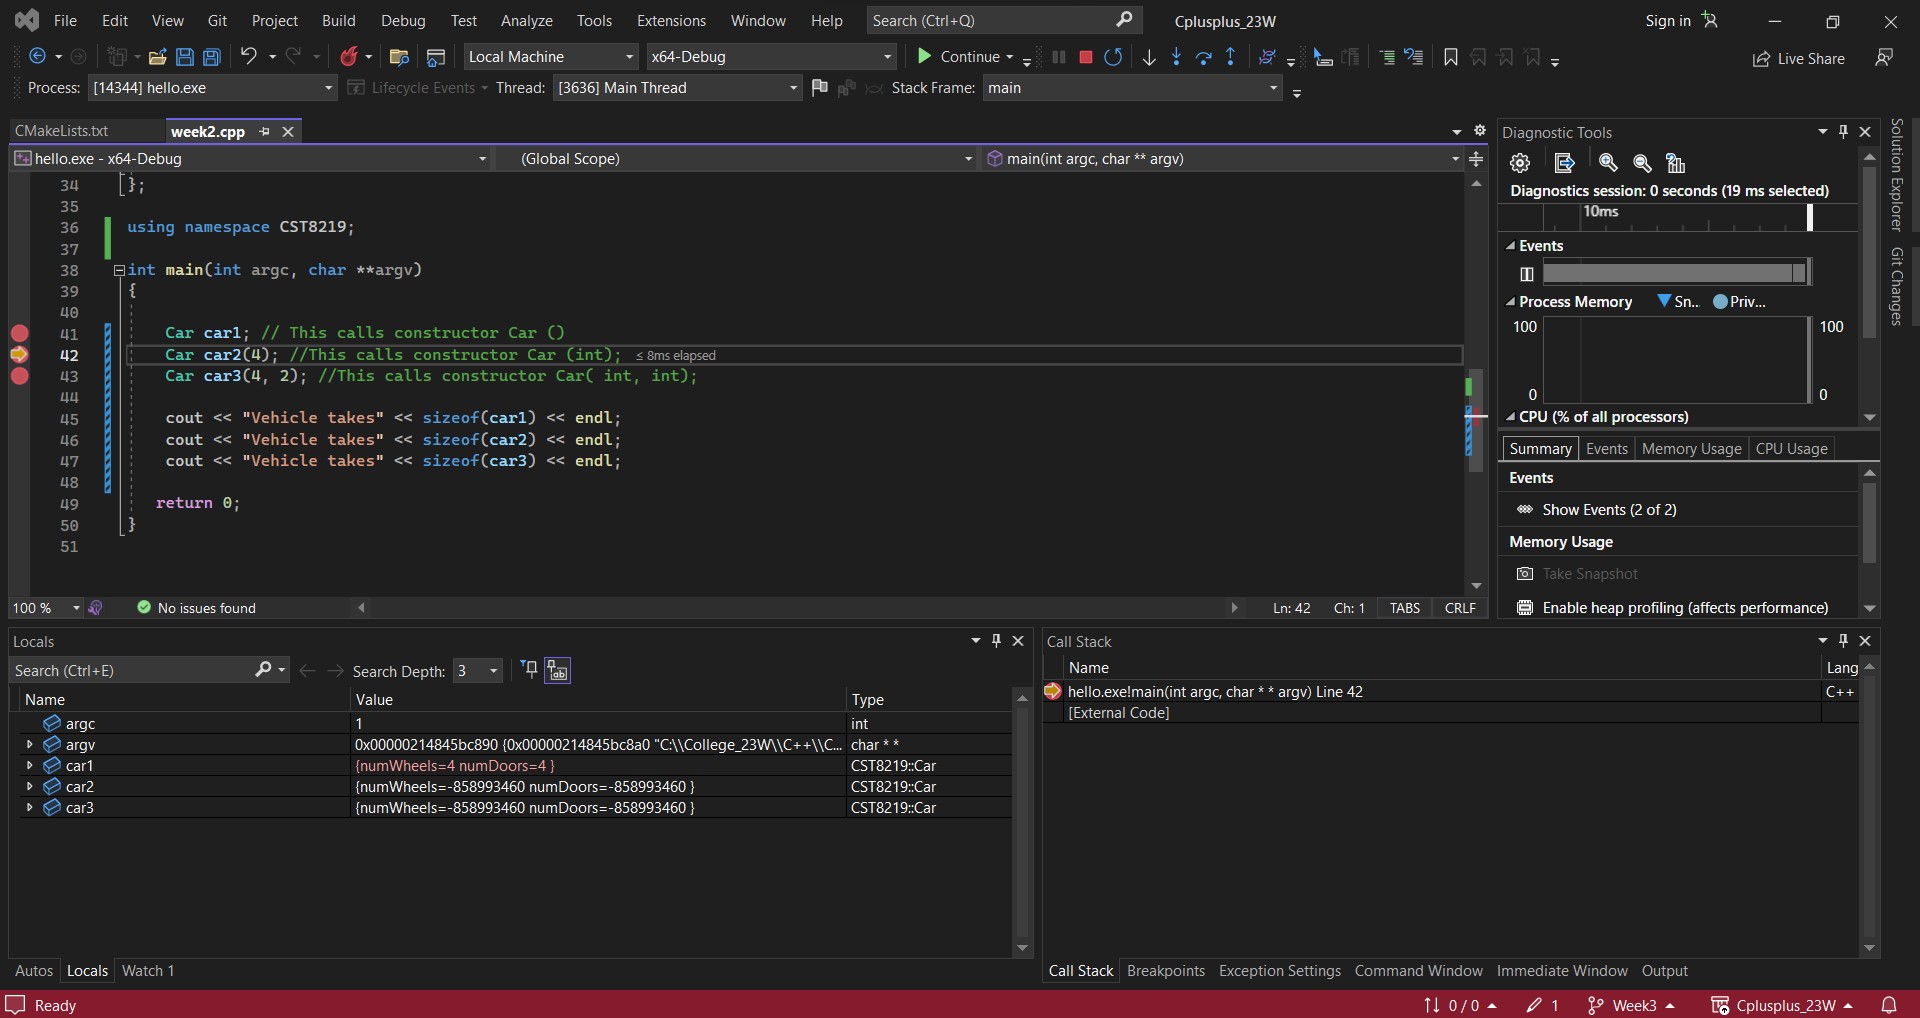 File Edit View Git Project Build Debug Test Analyze Tools Extensions Window Help Search (Ctrl+Q) Cplusplus_23W Sign in
Local Machine x64-Debug Continue Live Share
Process: [14344] hello.exe Lifecycle Events Thread: [3636] Main Thread Stack Frame: main
CMakeLists.txt week2.cpp
hello.exe - x64-Debug (Global Scope) main(int argc, char ** argv)
34 };
35
36 using namespace CST8219;
37
38 int main(int argc, char **argv)
39 {
40
41 Car car1; // This calls constructor Car ()
42 Car car2(4); //This calls constructor Car (int); ≤ 8ms elapsed
43 Car car3(4, 2); //This calls constructor Car( int, int);
44
45 cout << "Vehicle takes" << sizeof(car1) << endl;
46 cout << "Vehicle takes" << sizeof(car2) << endl;
47 cout << "Vehicle takes" << sizeof(car3) << endl;
48
49 return 0;
50 }
51
100 % No issues found Ln: 42 Ch: 1 TABS CRLF
Diagnostic Tools
Diagnostics session: 0 seconds (19 ms selected)
10ms
Events
Process Memory Sn... Priv...
100 100
0 0
CPU (% of all processors)
Summary Events Memory Usage CPU Usage
Events
Show Events (2 of 2)
Memory Usage
Take Snapshot
Enable heap profiling (affects performance)
Solution Explorer
Git Changes
Locals
Search (Ctrl+E) Search Depth: 3
Name Value Type
argc 1 int
argv 0x00000214845bc890 {0x00000214845bc8a0 "C:\\College_23W\\C++\\C... char * *
car1 {numWheels=4 numDoors=4 } CST8219::Car
car2 {numWheels=-858993460 numDoors=-858993460 } CST8219::Car
car3 {numWheels=-858993460 numDoors=-858993460 } CST8219::Car
Autos Locals Watch 1
Call Stack
Name Lang
hello.exe!main(int argc, char * * argv) Line 42 C++
[External Code]
Call Stack Breakpoints Exception Settings Command Window Immediate Window Output
Ready 0 / 0 1 Week3 Cplusplus_23W